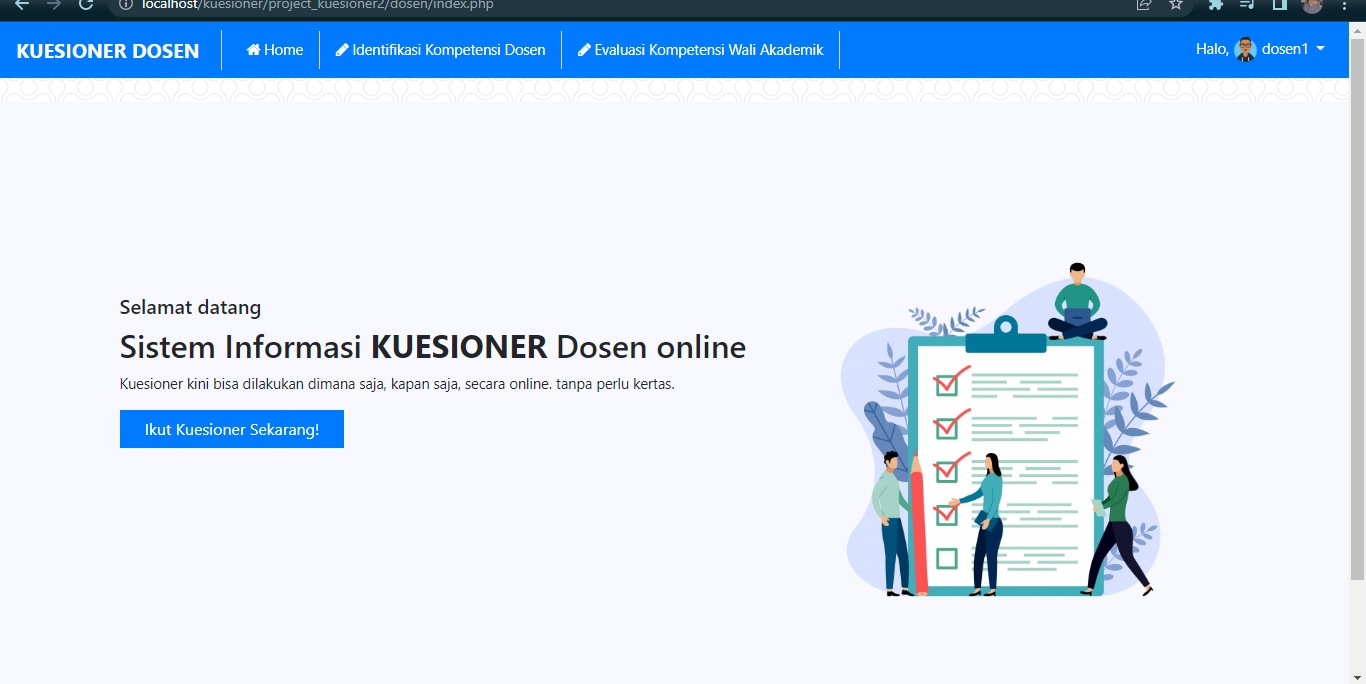 localhost/kuesioner/project_kuesioner2/dosen/index.php
KUESIONER DOSEN Home Identifikasi Kompetensi Dosen Evaluasi Kompetensi Wali Akademik Halo, dosen1
Selamat datang
Sistem Informasi KUESIONER Dosen online
Kuesioner kini bisa dilakukan dimana saja, kapan saja, secara online. tanpa perlu kertas.
Ikut Kuesioner Sekarang!